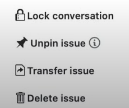 Lock conversation
Unpin issue
Transfer issue
Delete issue